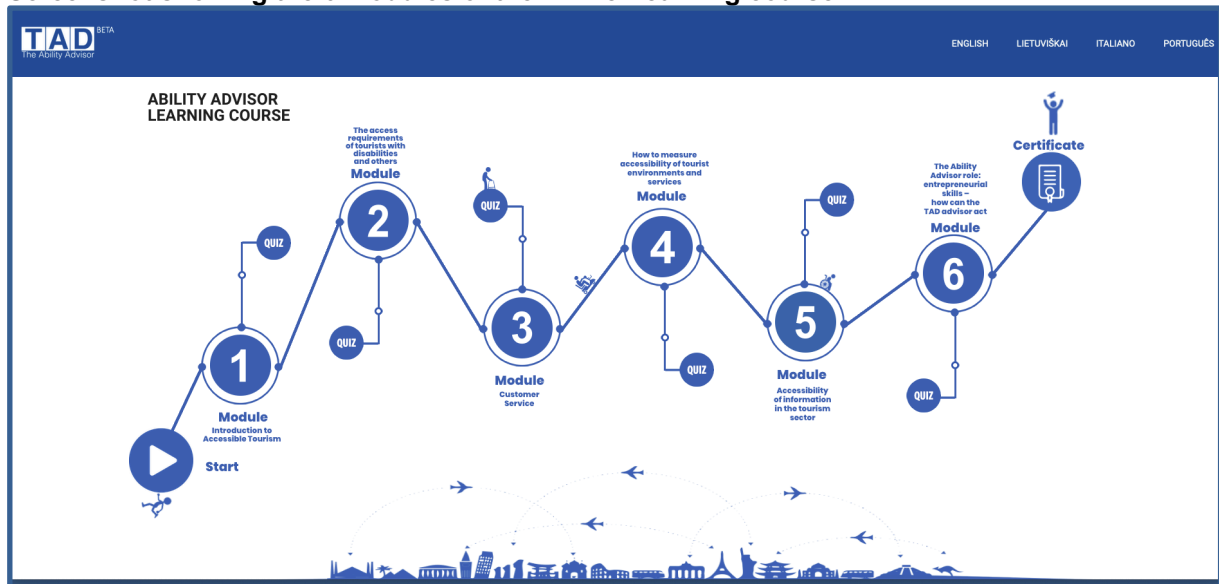 TAD BETA
The Ability Advisor
ENGLISH
LIETUVIŠKAI
ITALIANO
PORTUGUÊS
ABILITY ADVISOR
LEARNING COURSE
Start
1
Module
Introduction to
Accessible Tourism
QUIZ
The access
requirements
of tourists with
disabilities
and others
Module
2
QUIZ
QUIZ
3
Module
Customer
Service
How to measure
accessibility of tourist
environments and
services
Module
4
QUIZ
QUIZ
5
Module
Accessibility
of information
in the tourism
sector
The Ability
Advisor role:
entrepreneurial
skills –
how can the
TAD advisor act
Module
6
QUIZ
Certificate